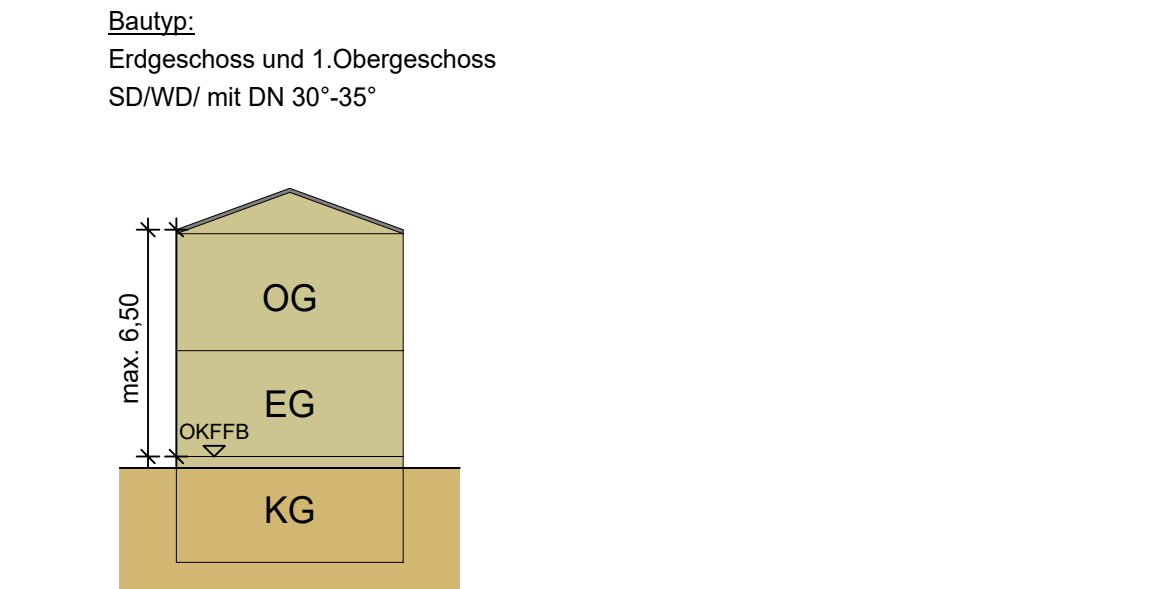 Bautyp:
Erdgeschoss und 1.Obergeschoss
SD/WD/ mit DN 30°-35°
OG
max. 6,50
EG
OKFFB
KG